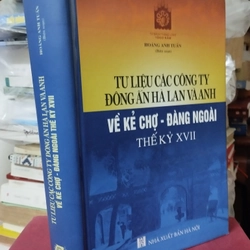 HOÀNG ANH TUẤN
TƯ LIỆU CÁC CÔNG TY
ĐÔNG ẤN HÀ LAN VÀ ANH
VỀ KẺ CHỢ - ĐÀNG NGOÀI
THẾ KỶ XVII
NHÀ XUẤT BẢN HÀ NỘI
TƯ LIỆU CÁC CÔNG TY ĐÔNG ẤN HÀ LAN VÀ ANH
VỀ KẺ CHỢ - ĐÀNG NGOÀI THẾ KỶ XVII